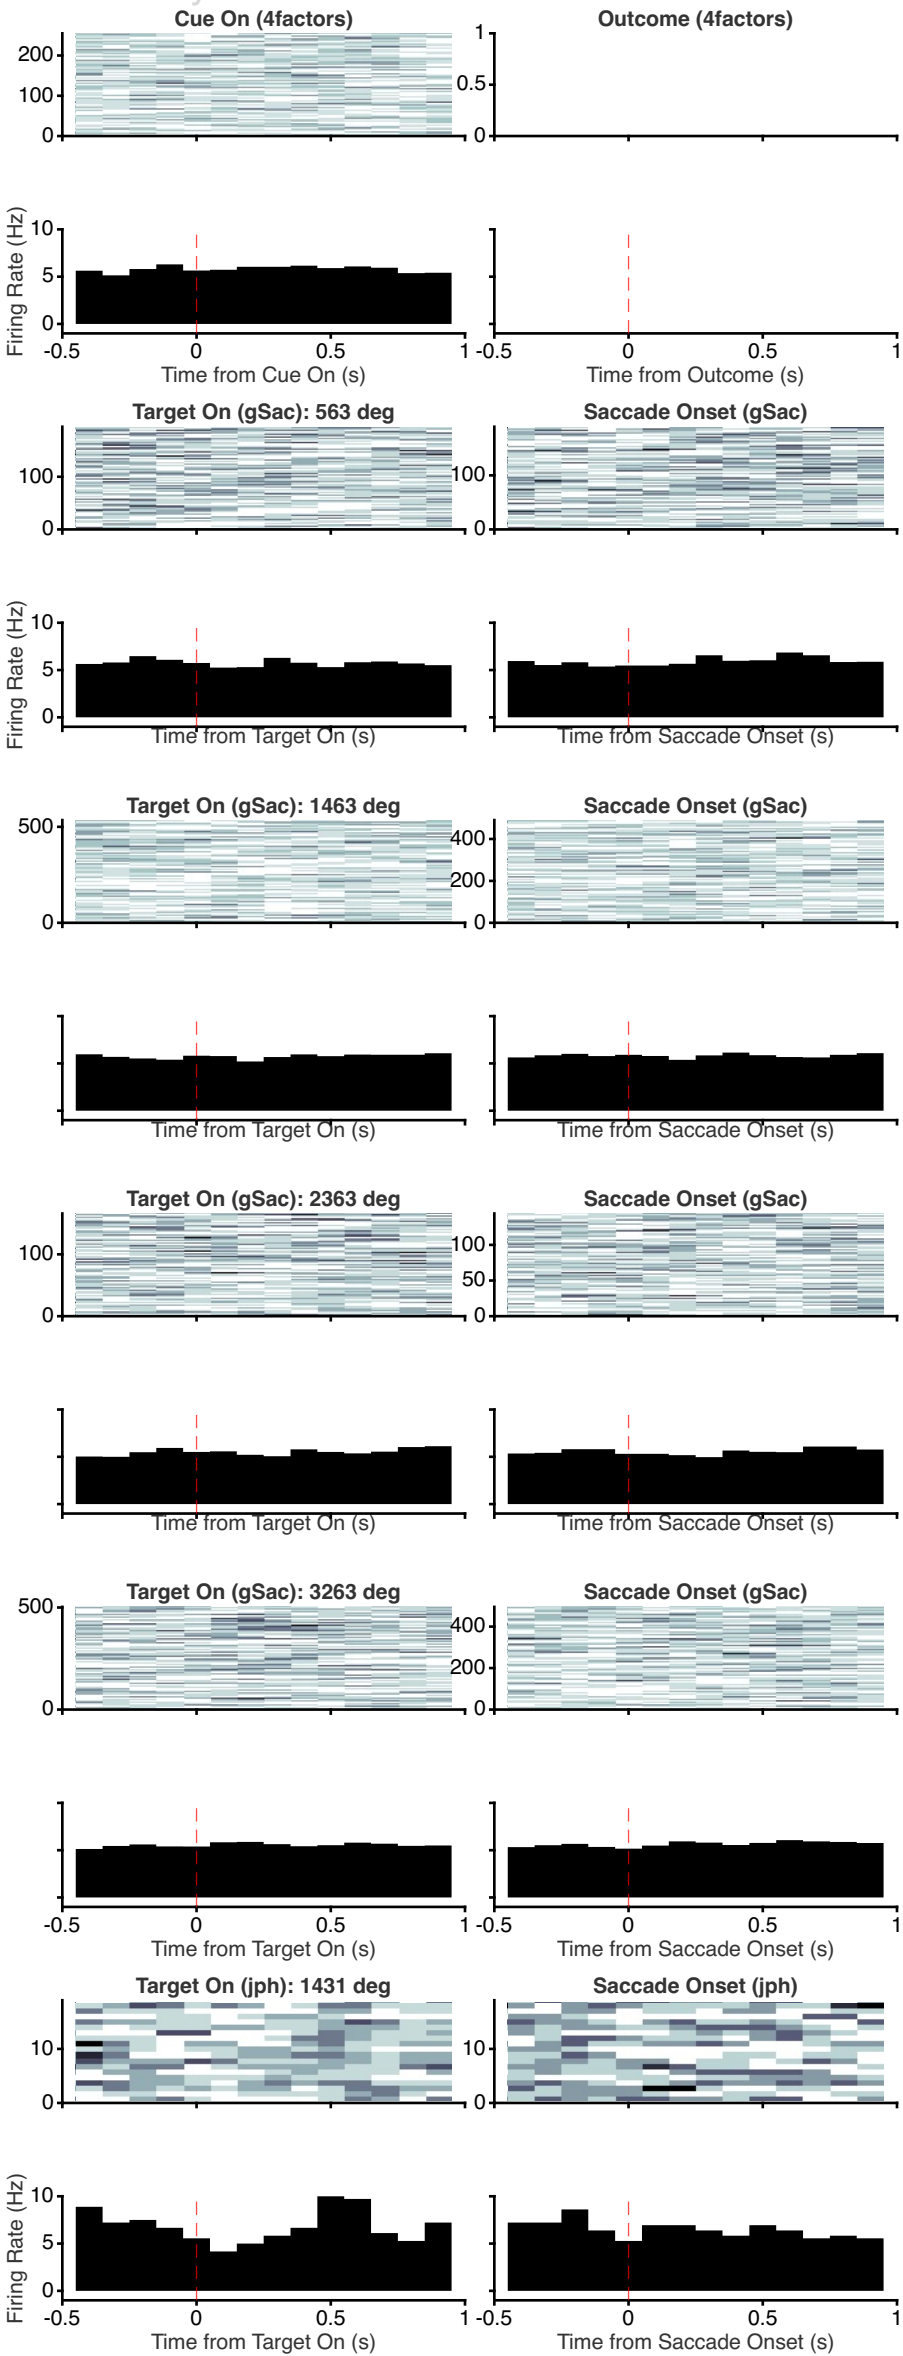 Cue On (4factors)
Outcome (4factors)
200
100
0
1
0.5
0
Firing Rate (Hz)
10
5
0
-0.5 0 0.5 1
-0.5 0 0.5 1
Time from Cue On (s)
Time from Outcome (s)
Target On (gSac): 563 deg
Saccade Onset (gSac)
100
0
100
0
Firing Rate (Hz)
10
5
0
Time from Target On (s)
Time from Saccade Onset (s)
Target On (gSac): 1463 deg
Saccade Onset (gSac)
500
0
400
200
0
Time from Target On (s)
Time from Saccade Onset (s)
Target On (gSac): 2363 deg
Saccade Onset (gSac)
100
0
100
50
0
Time from Target On (s)
Time from Saccade Onset (s)
Target On (gSac): 3263 deg
Saccade Onset (gSac)
500
0
400
200
0
-0.5 0 0.5 1
-0.5 0 0.5 1
Time from Target On (s)
Time from Saccade Onset (s)
Target On (jph): 1431 deg
Saccade Onset (jph)
10
0
10
0
Firing Rate (Hz)
10
5
0
-0.5 0 0.5 1
-0.5 0 0.5 1
Time from Target On (s)
Time from Saccade Onset (s)